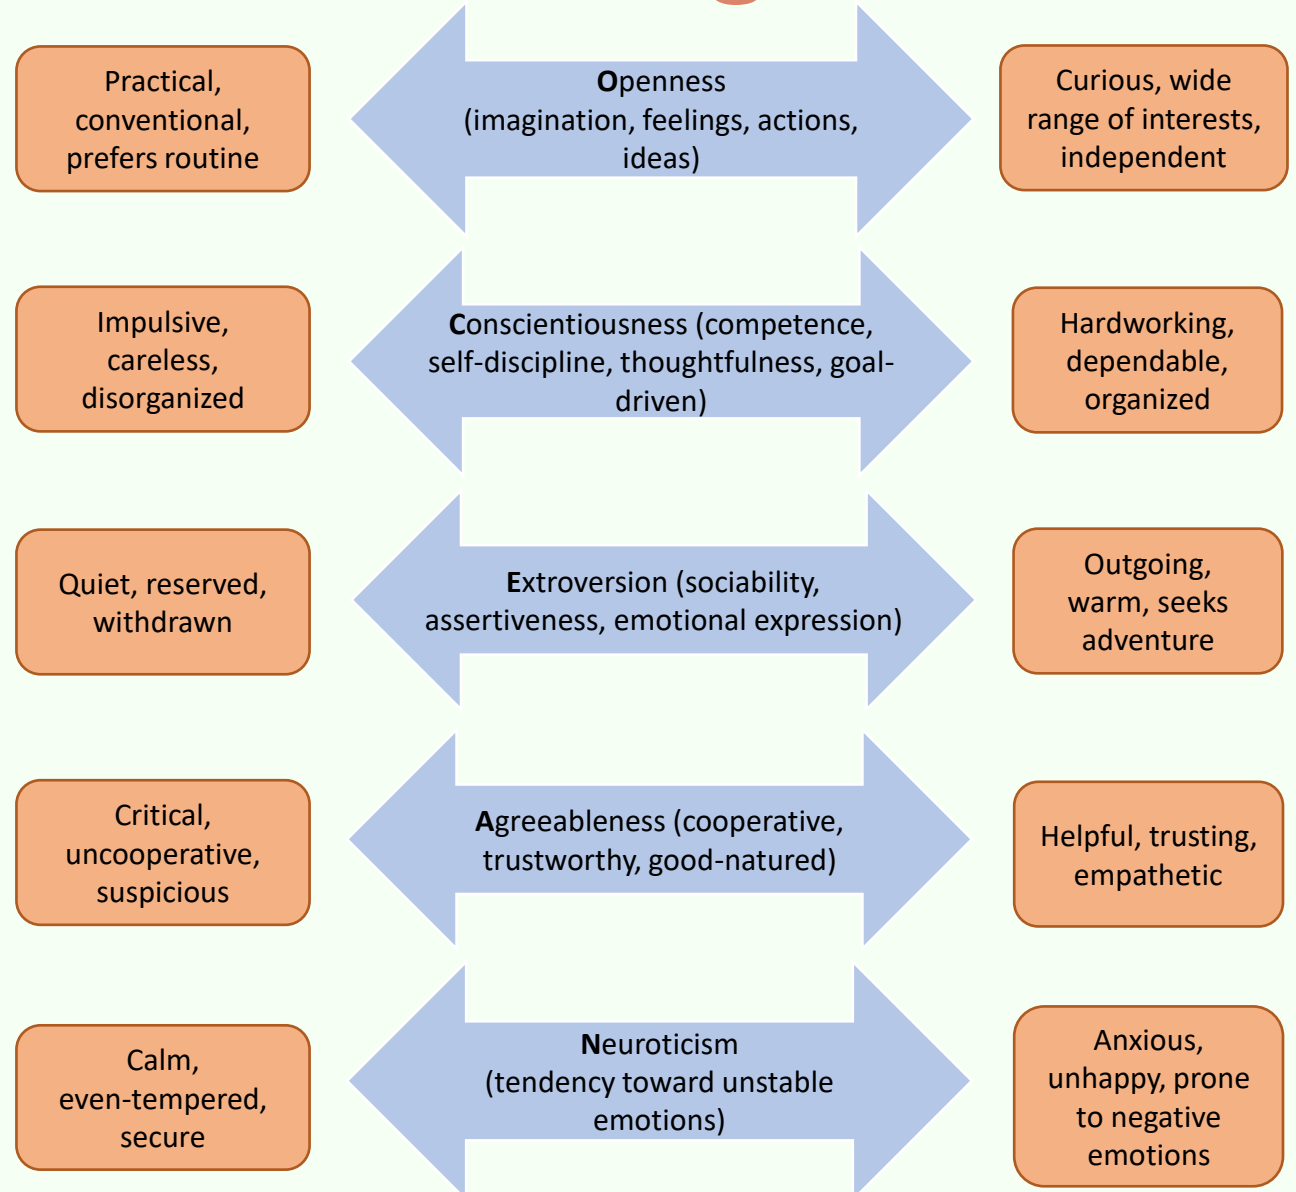 Practical,
conventional,
prefers routine
Openness
(imagination, feelings, actions,
ideas)
Curious, wide
range of interests,
independent
Impulsive,
careless,
disorganized
Conscientiousness (competence,
self-discipline, thoughtfulness, goal-
driven)
Hardworking,
dependable,
organized
Quiet, reserved,
withdrawn
Extroversion (sociability,
assertiveness, emotional expression)
Outgoing,
warm, seeks
adventure
Critical,
uncooperative,
suspicious
Agreeableness (cooperative,
trustworthy, good-natured)
Helpful, trusting,
empathetic
Calm,
even-tempered,
secure
Neuroticism
(tendency toward unstable
emotions)
Anxious,
unhappy, prone
to negative
emotions